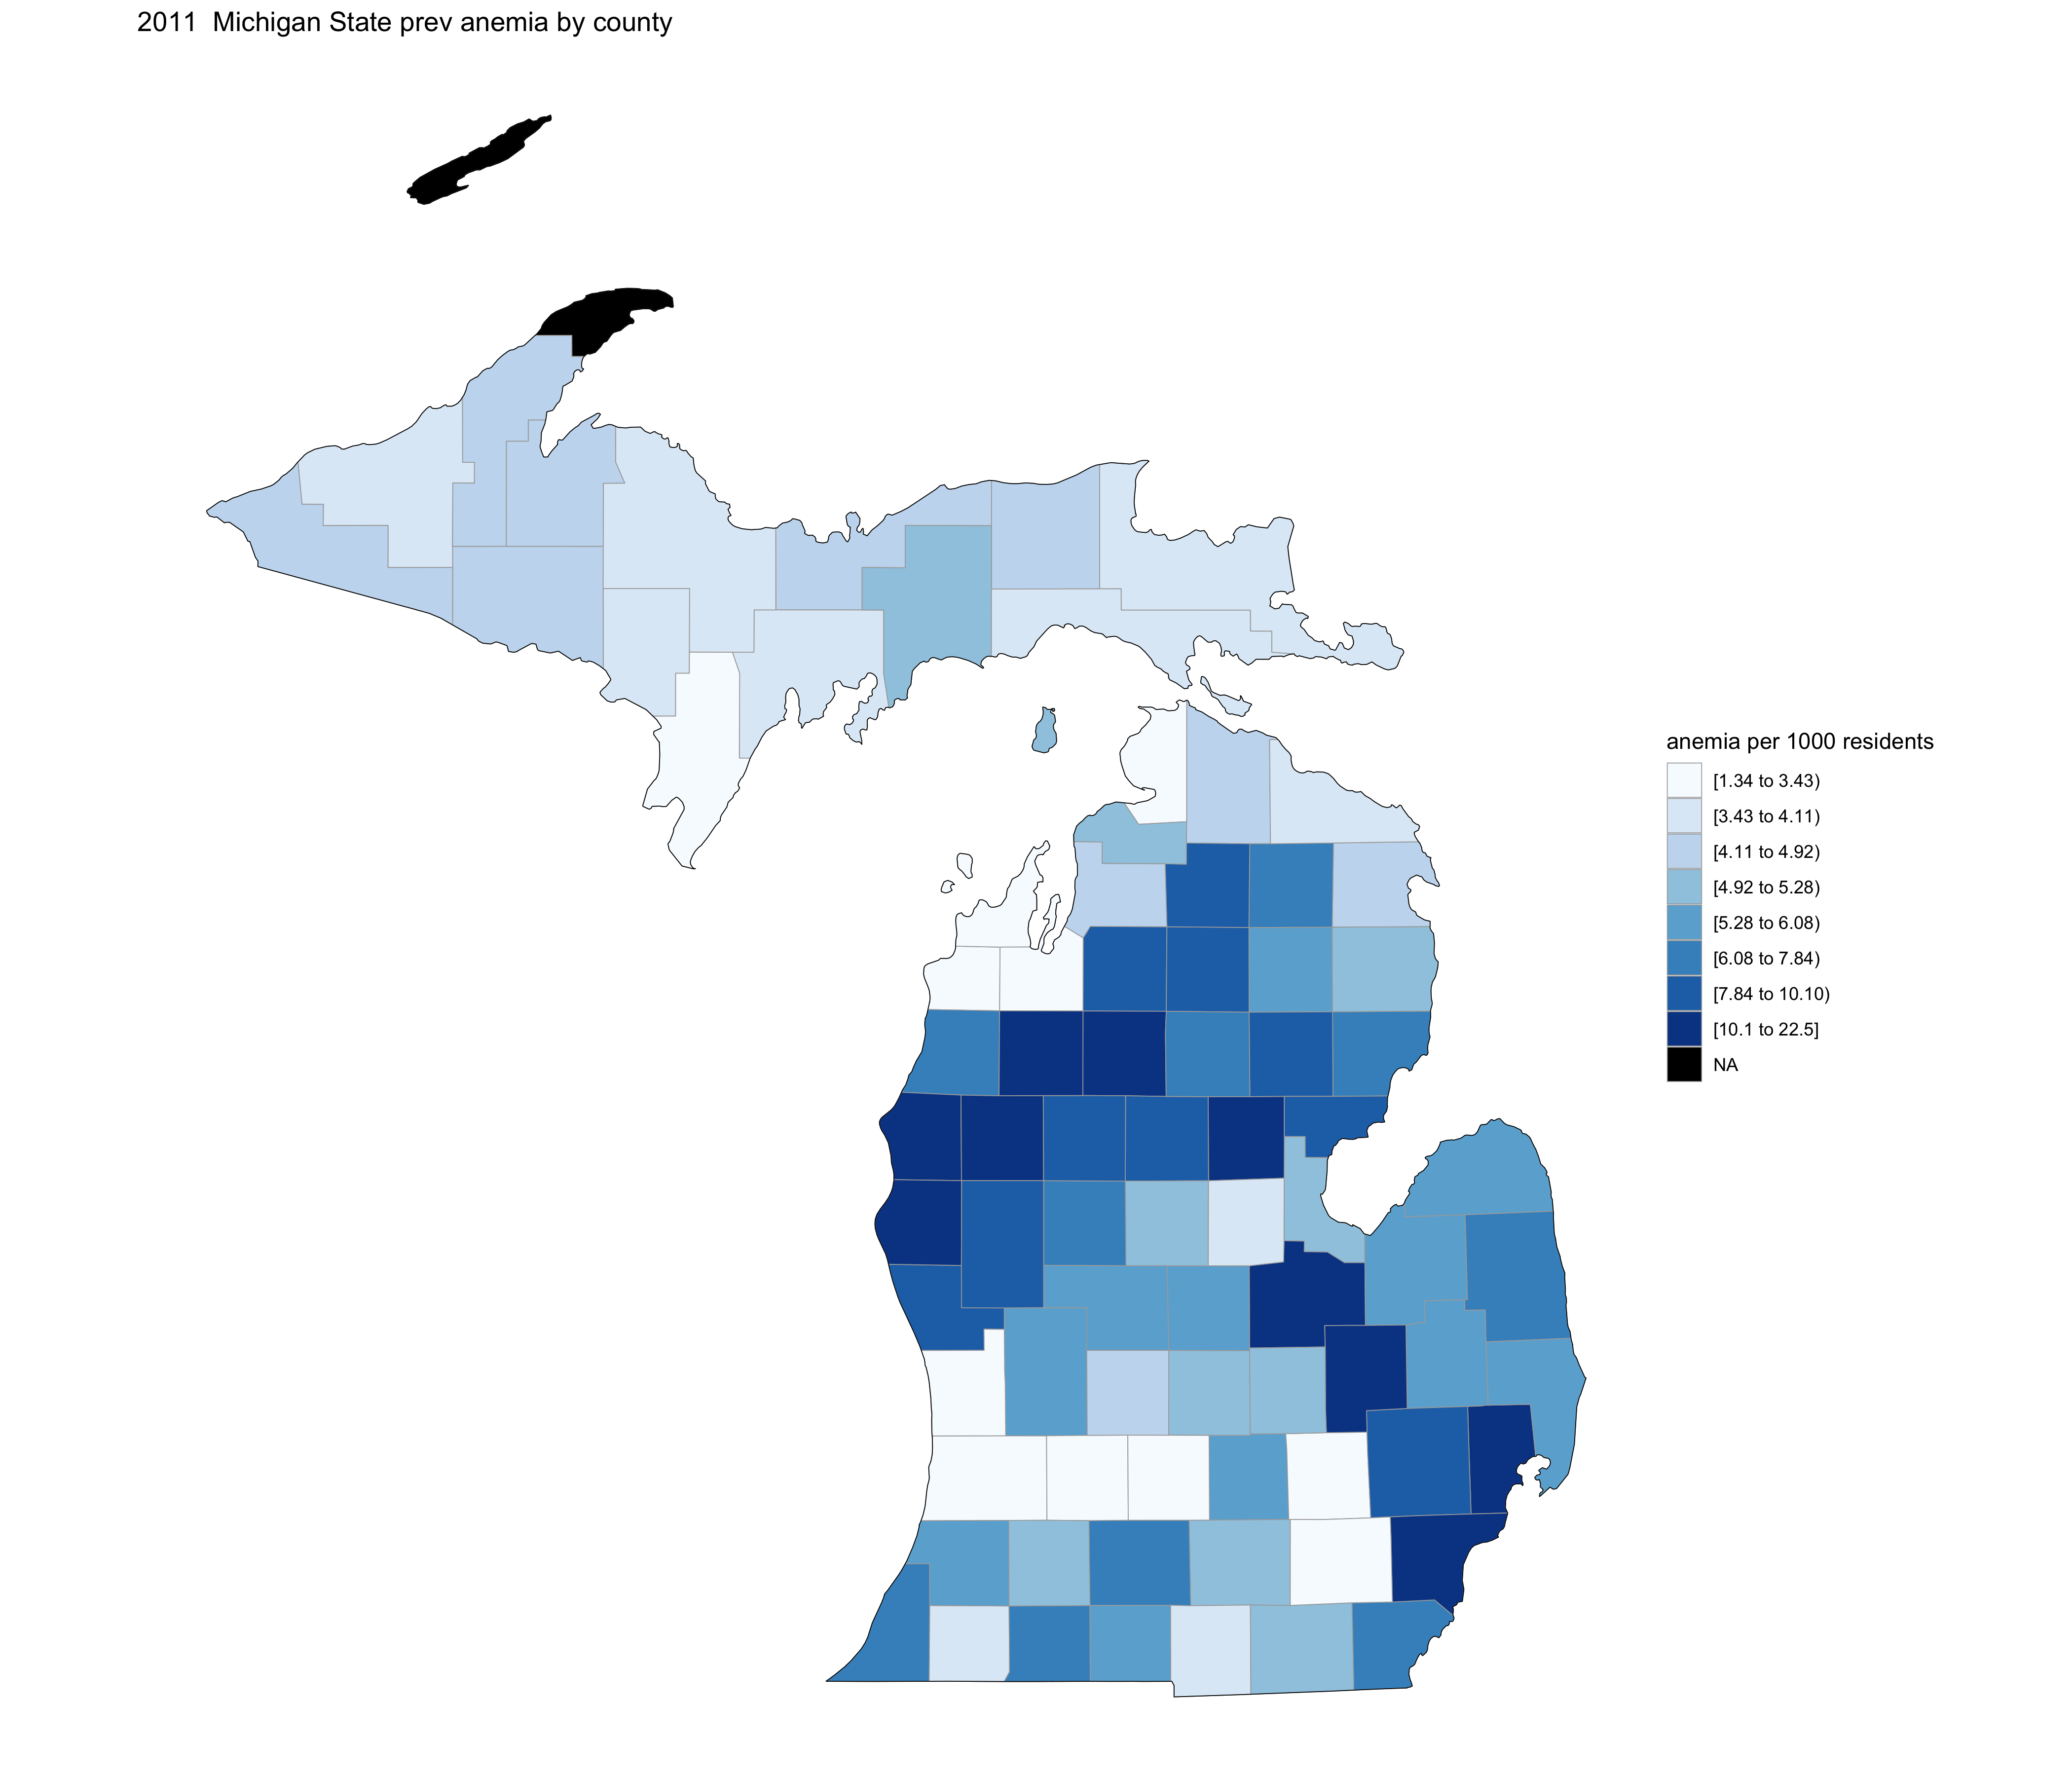 2011  Michigan State prev anemia by county
anemia per 1000 residents
[1.34 to 3.43)
[3.43 to 4.11)
[4.11 to 4.92)
[4.92 to 5.28)
[5.28 to 6.08)
[6.08 to 7.84)
[7.84 to 10.10)
[10.1 to 22.5]
NA